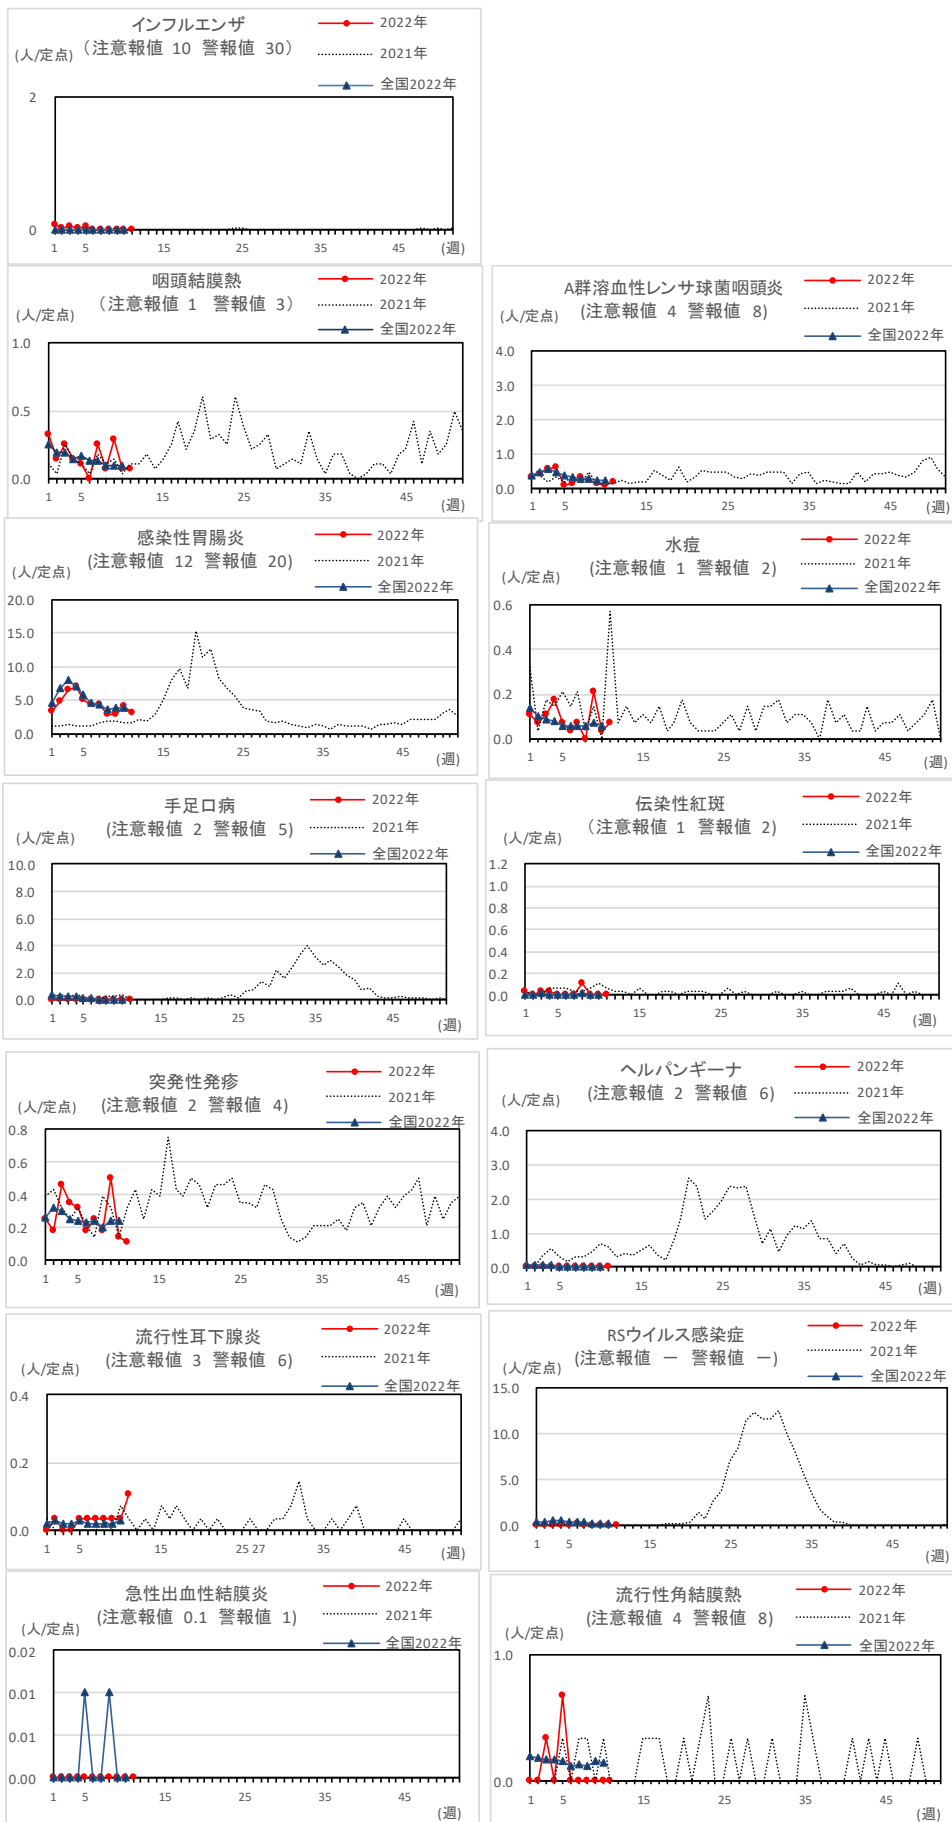 インフルエンザ
（注意報値 10 警報値 30）
(人/定点)
2022年
2021年
全国2022年
2
0
1 5 15 25 35 45
(週)
咽頭結膜熱
（注意報値 1 警報値 3）
(人/定点)
2022年
2021年
全国2022年
1.0
0.5
0.0
1 5 15 25 35 45
(週)
A群溶血性レンサ球菌咽頭炎
(注意報値 4 警報値 8)
(人/定点)
2022年
2021年
全国2022年
4.0
3.0
2.0
1.0
0.0
5 15 25 35 45
(週)
感染性胃腸炎
(注意報値 12 警報値 20)
(人/定点)
2022年
2021年
全国2022年
20.0
15.0
10.0
5.0
0.0
1 5 15 25 35 45
(週)
水痘
(注意報値 1 警報値 2)
(人/定点)
2022年
2021年
全国2022年
0.6
0.4
0.2
0.0
1 5 15 25 35 45
(週)
手足口病
(注意報値 2 警報値 5)
(人/定点)
2022年
2021年
全国2022年
10.0
8.0
6.0
4.0
2.0
0.0
1 5 15 25 35 45
(週)
伝染性紅斑
（注意報値 1 警報値 2)
(人/定点)
2022年
2021年
全国2022年
1.2
1.0
0.8
0.6
0.4
0.2
0.0
1 5 15 25 35 45
(週)
突発性発疹
(注意報値 2 警報値 4)
(人/定点)
2022年
2021年
全国2022年
0.8
0.6
0.4
0.2
0.0
1 5 15 25 35 45
(週)
ヘルパンギーナ
(注意報値 2 警報値 6)
(人/定点)
2022年
2021年
全国2022年
4.0
3.0
2.0
1.0
0.0
1 5 15 25 35 45
(週)
流行性耳下腺炎
(注意報値 3 警報値 6)
(人/定点)
2022年
2021年
全国2022年
0.4
0.2
0.0
1 5 15 25 27 35 45
(週)
RSウイルス感染症
(注意報値 － 警報値 －)
(人/定点)
2022年
2021年
全国2022年
15.0
10.0
5.0
0.0
1 5 15 25 35 45
(週)
急性出血性結膜炎
(注意報値 0.1 警報値 1)
(人/定点)
2022年
2021年
全国2022年
0.02
0.01
0.01
0.00
1 5 15 25 35 45
(週)
流行性角結膜熱
(注意報値 4 警報値 8)
(人/定点)
2022年
2021年
全国2022年
1.0
0.0
1 5 15 25 35 45
(週)